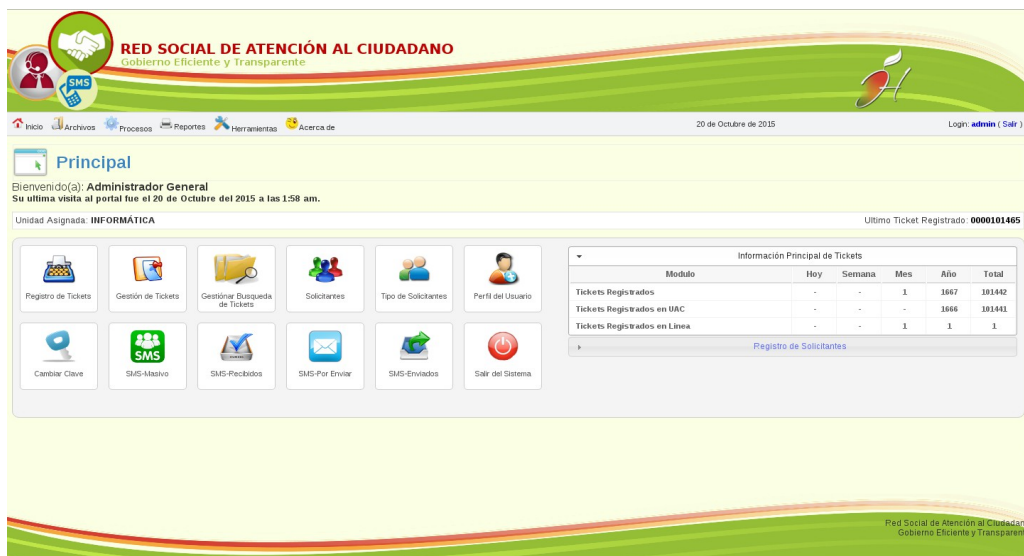 RED SOCIAL DE ATENCIÓN AL CIUDADANO
Gobierno Eficiente y Transparente
SMS
Inicio Archivos Procesos Reportes Herramientas Acerca de 20 de Octubre de 2015 Login: admin ( Salir )
Principal
Bienvenido(a): Administrador General
Su ultima visita al portal fue el 20 de Octubre del 2015 a las 1:58 am.
Unidad Asignada: INFORMÁTICA Ultimo Ticket Registrado: 0000101465
Registro de Tickets Gestión de Tickets Gestiónar Busqueda de Tickets Solicitantes Tipo de Solicitantes Perfil del Usuario
SMS
Cambiar Clave SMS-Masivo SMS-Recibidos SMS-Por Enviar SMS-Enviados Salir del Sistema
Información Principal de Tickets
Modulo Hoy Semana Mes Año Total
Tickets Registrados - - 1 1667 101442
Tickets Registrados en UAC - - - 1666 101441
Tickets Registrados en Linea - - 1 1 1
Registro de Solicitantes
Red Social de Atención al Ciudadan
Gobierno Eficiente y Transparent